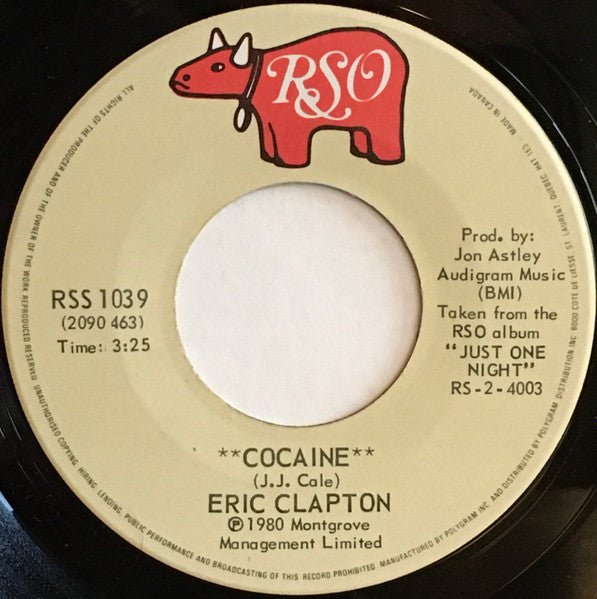 RSO
RSS 1039
(2090 463)
Time: 3:25
Prod. by:
Jon Astley
Audigram Music
(BMI)
Taken from the
RSO album
"JUST ONE
NIGHT"
RS-2-4003
**COCAINE**
(J.J. Cale)
ERIC CLAPTON
℗1980 Montgrove
Management Limited
ALL RIGHTS OF THE PRODUCER AND OF THE OWNER OF THE WORK REPRODUCED RESERVED. UNAUTHORISED COPYING, HIRING, LENDING, PUBLIC PERFORMANCE AND BROADCASTING OF THIS RECORD PROHIBITED. MANUFACTURED BY POLYGRAM INC. AND DISTRIBUTED BY POLYGRAM DISTRIBUTION INC. 6000 COTE DE LIESSE, ST LAURENT QUEBEC H4T 1E3 MADE IN CANADA